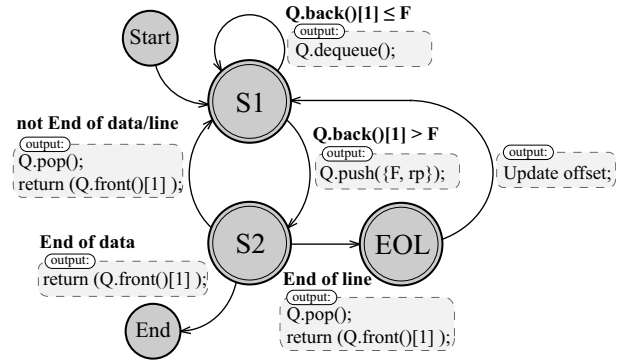 Start
Q.back()[1] ≤ F
output:
Q.dequeue();
S1
not End of data/line
output:
Q.pop();
return (Q.front()[1] );
Q.back()[1] > F
output:
Q.push({F, rp});
output:
Update offset;
S2
EOL
End of data
output:
return (Q.front()[1] );
End of line
output:
Q.pop();
return (Q.front()[1] );
End